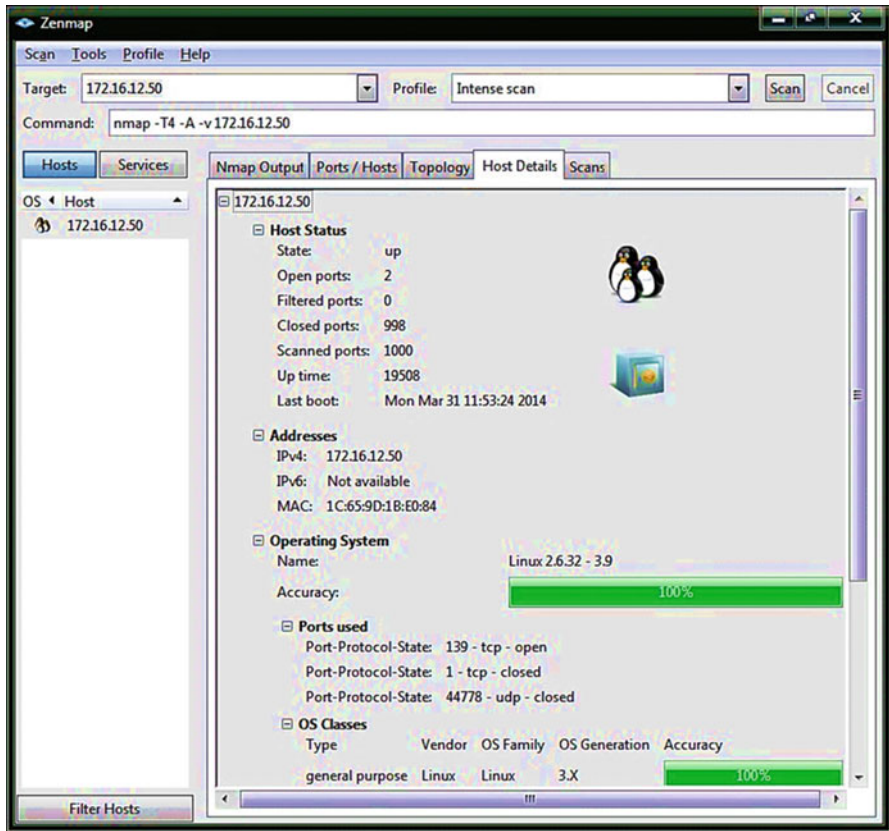 Zenmap
Scan Tools Profile Help
Target: 172.16.12.50 Profile: Intense scan Scan Cancel
Command: nmap -T4 -A -v 172.16.12.50
Hosts Services Nmap Output Ports / Hosts Topology Host Details Scans
OS Host
172.16.12.50
172.16.12.50
Host Status
State: up
Open ports: 2
Filtered ports: 0
Closed ports: 998
Scanned ports: 1000
Up time: 19508
Last boot: Mon Mar 31 11:53:24 2014
Addresses
IPv4: 172.16.12.50
IPv6: Not available
MAC: 1C:65:9D:1B:E0:84
Operating System
Name: Linux 2.6.32 - 3.9
Accuracy: 100%
Ports used
Port-Protocol-State: 139 - tcp - open
Port-Protocol-State: 1 - tcp - closed
Port-Protocol-State: 44778 - udp - closed
OS Classes
Type Vendor OS Family OS Generation Accuracy
general purpose Linux Linux 3.X 100%
Filter Hosts